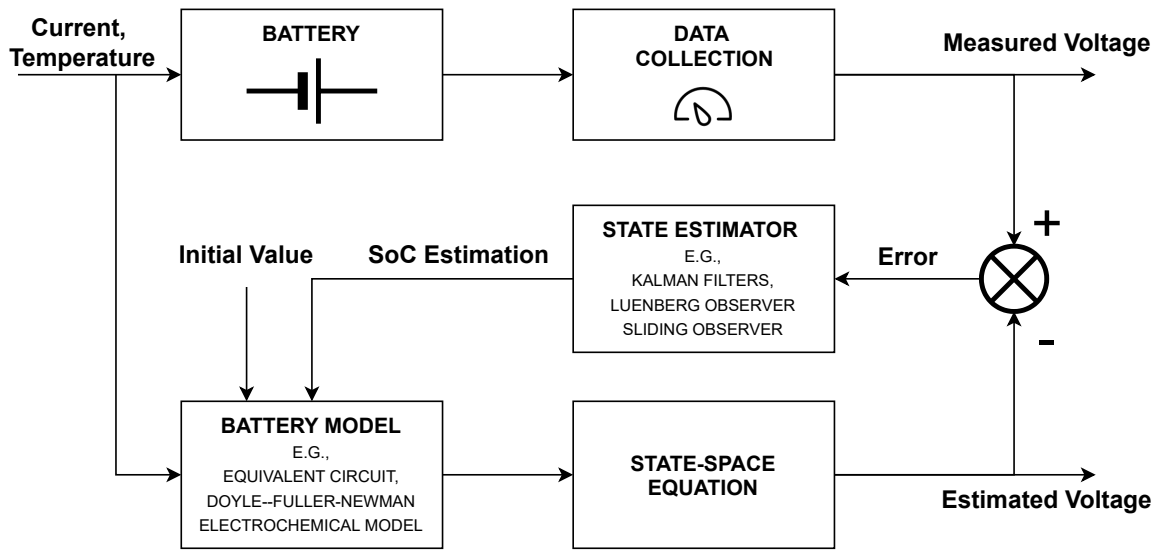 Current,
Temperature
BATTERY
DATA
COLLECTION
Measured Voltage
Initial Value
SoC Estimation
STATE ESTIMATOR
E.G.,
KALMAN FILTERS,
LUENBERG OBSERVER
SLIDING OBSERVER
Error
+
-
BATTERY MODEL
E.G.,
EQUIVALENT CIRCUIT,
DOYLE--FULLER-NEWMAN
ELECTROCHEMICAL MODEL
STATE-SPACE
EQUATION
Estimated Voltage